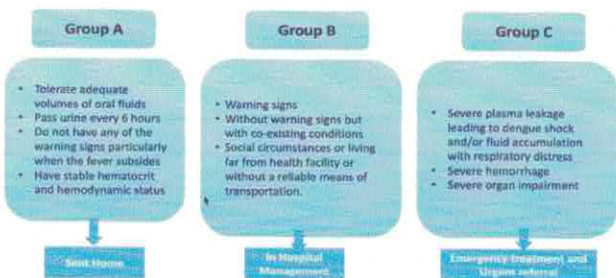 Group A
• Tolerate adequate
volumes of oral fluids
• Pass urine every 6 hours
• Do not have any of the
warning signs particularly
when the fever subsides
• Have stable hematocrit
and hemodynamic status
Sent Home
Group B
• Warning signs
• Without warning signs but
with co-existing conditions
• Social circumstances or living
far from health facility or
without a reliable means of
transportation.
In Hospital
Management
Group C
• Severe plasma leakage
leading to dengue shock
and/or fluid accumulation
with respiratory distress
• Severe hemorrhage
• Severe organ impairment
Emergency treatment and
Urgent referral